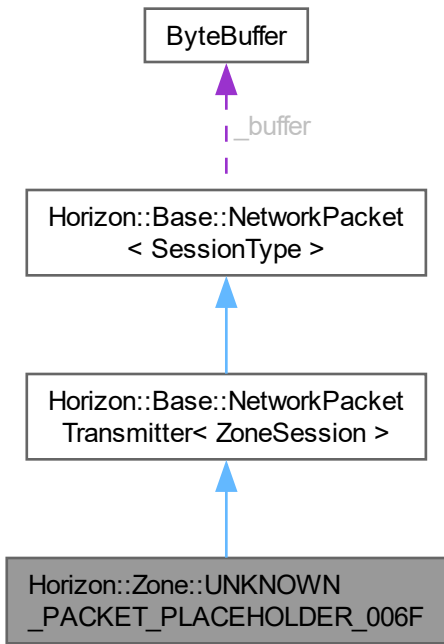 ByteBuffer
_buffer
Horizon::Base::NetworkPacket
< SessionType >
Horizon::Base::NetworkPacket
Transmitter< ZoneSession >
Horizon::Zone::UNKNOWN
_PACKET_PLACEHOLDER_006F